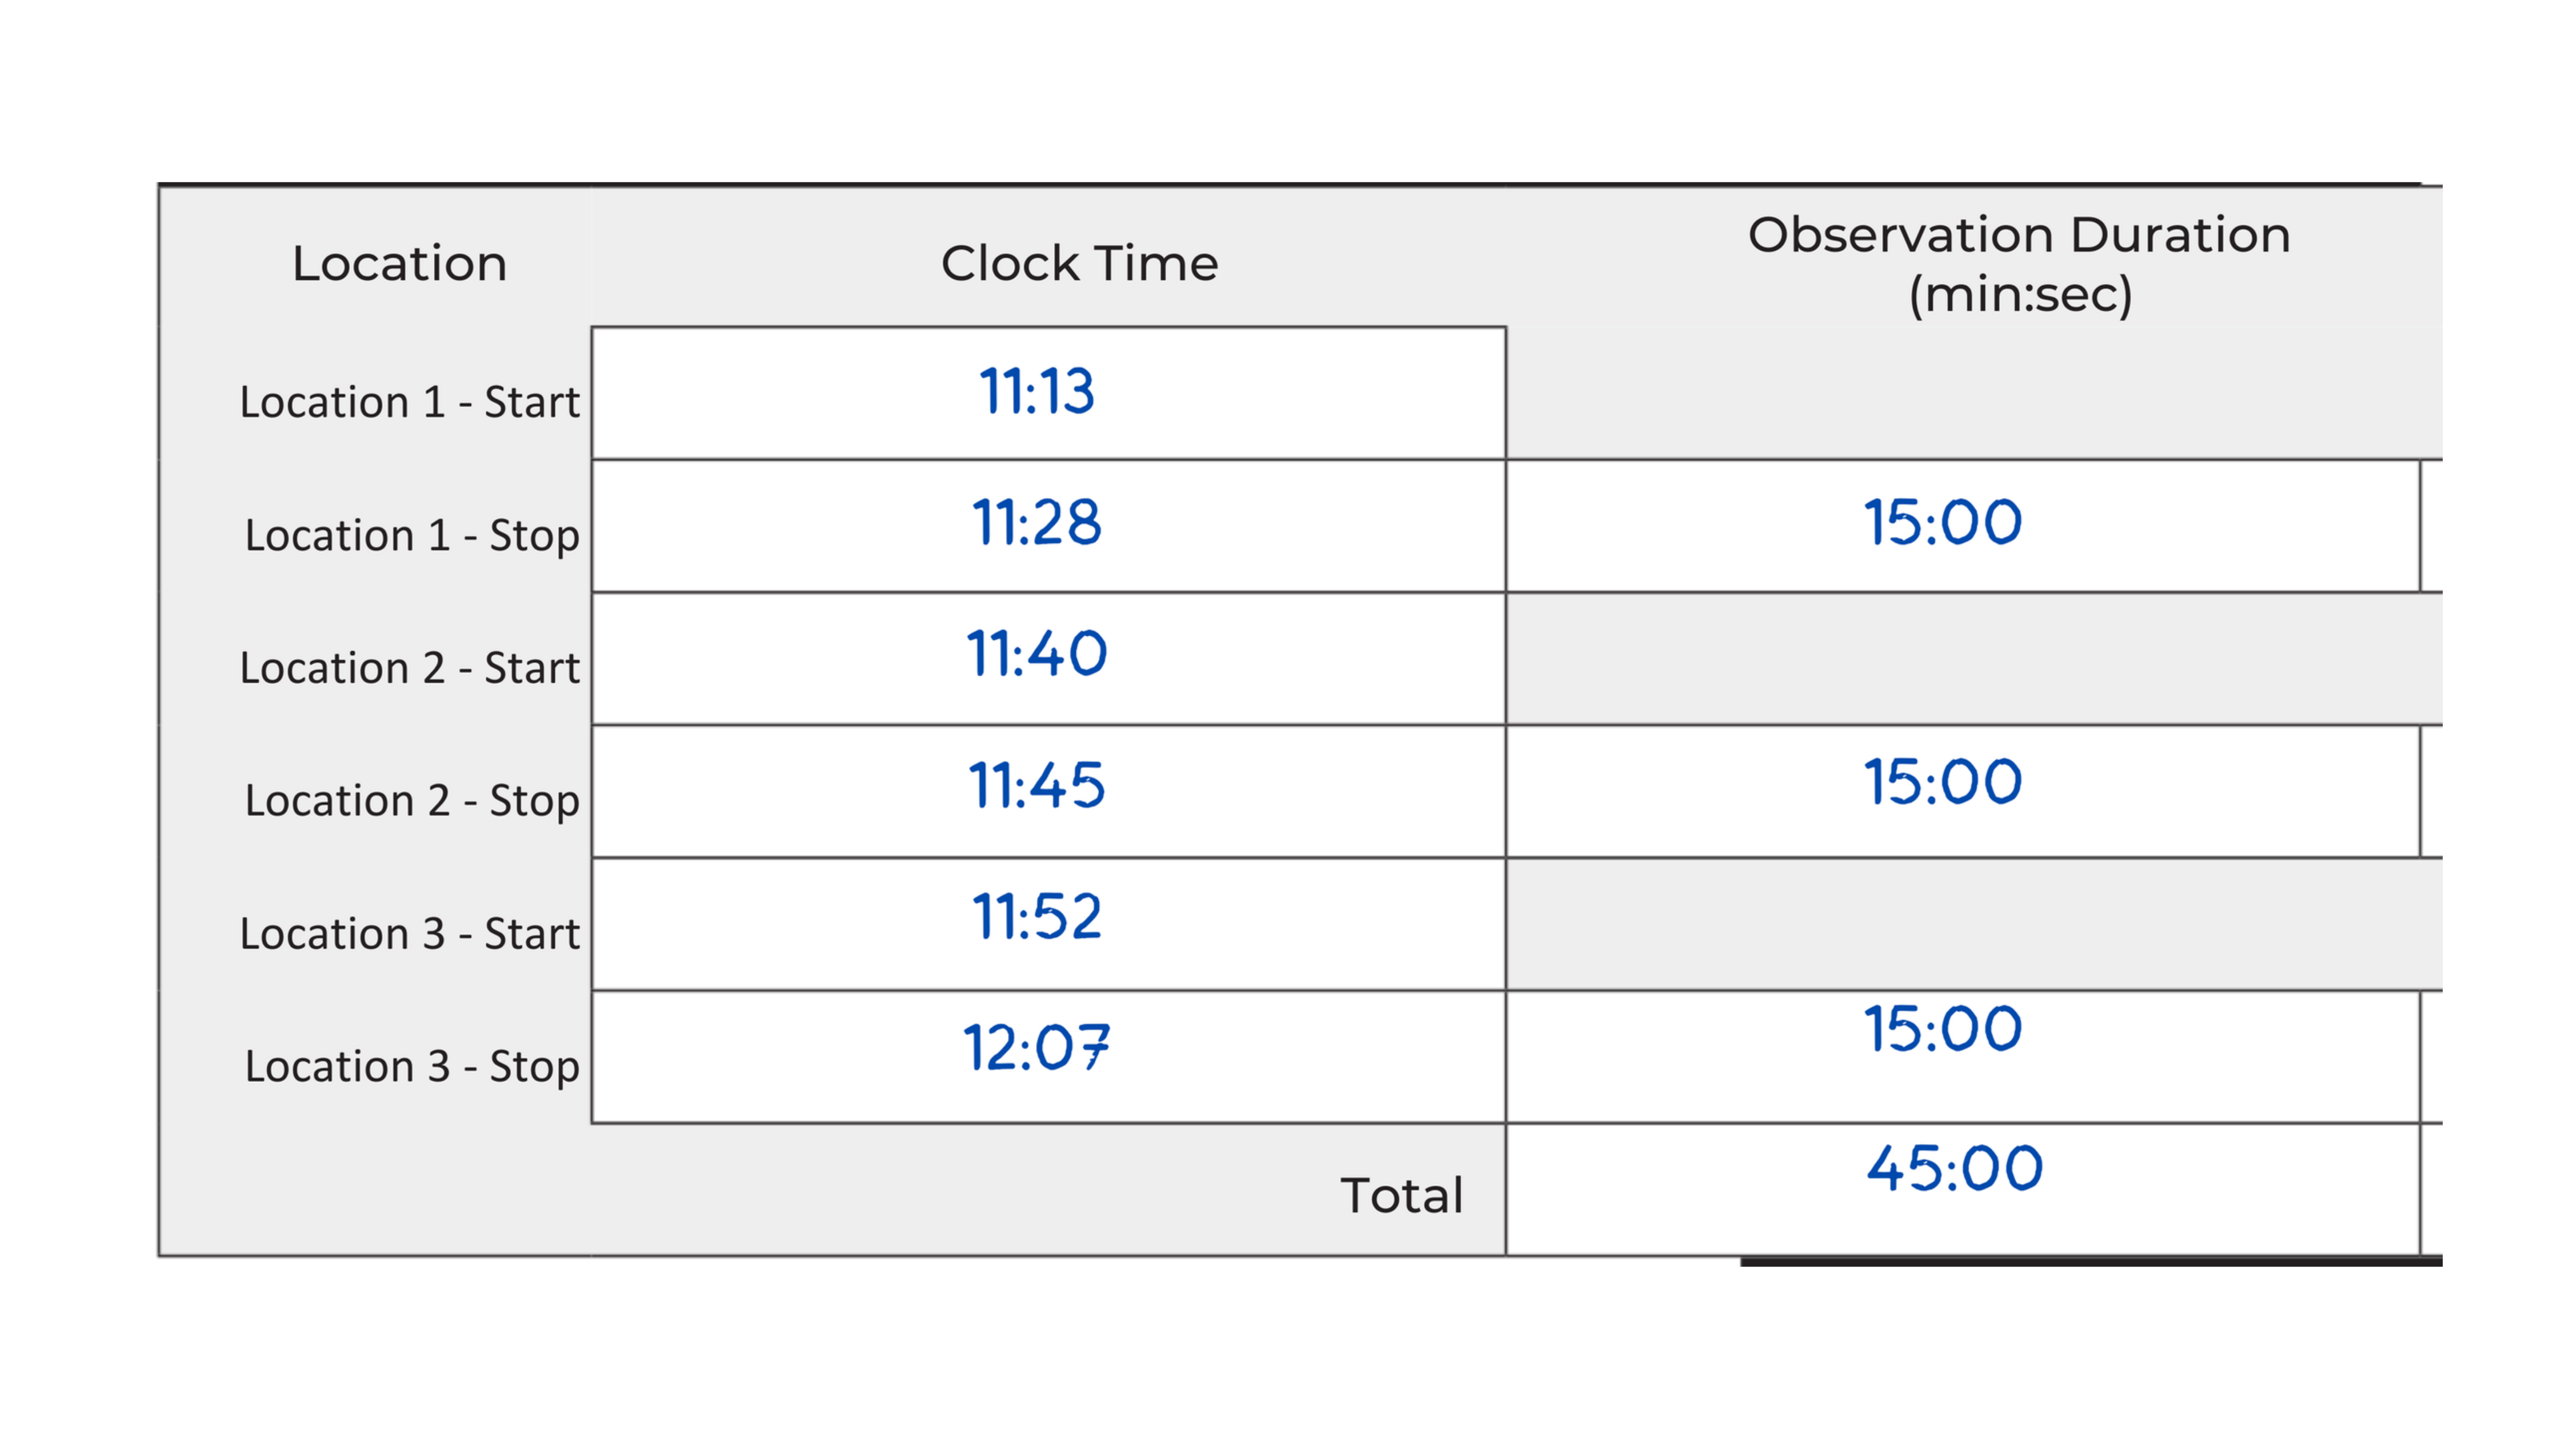 Location Clock Time Observation Duration
(min:sec)
Location 1 - Start 11:13
Location 1 - Stop 11:28 15:00
Location 2 - Start 11:40
Location 2 - Stop 11:45 15:00
Location 3 - Start 11:52
Location 3 - Stop 12:07 15:00
Total 45:00